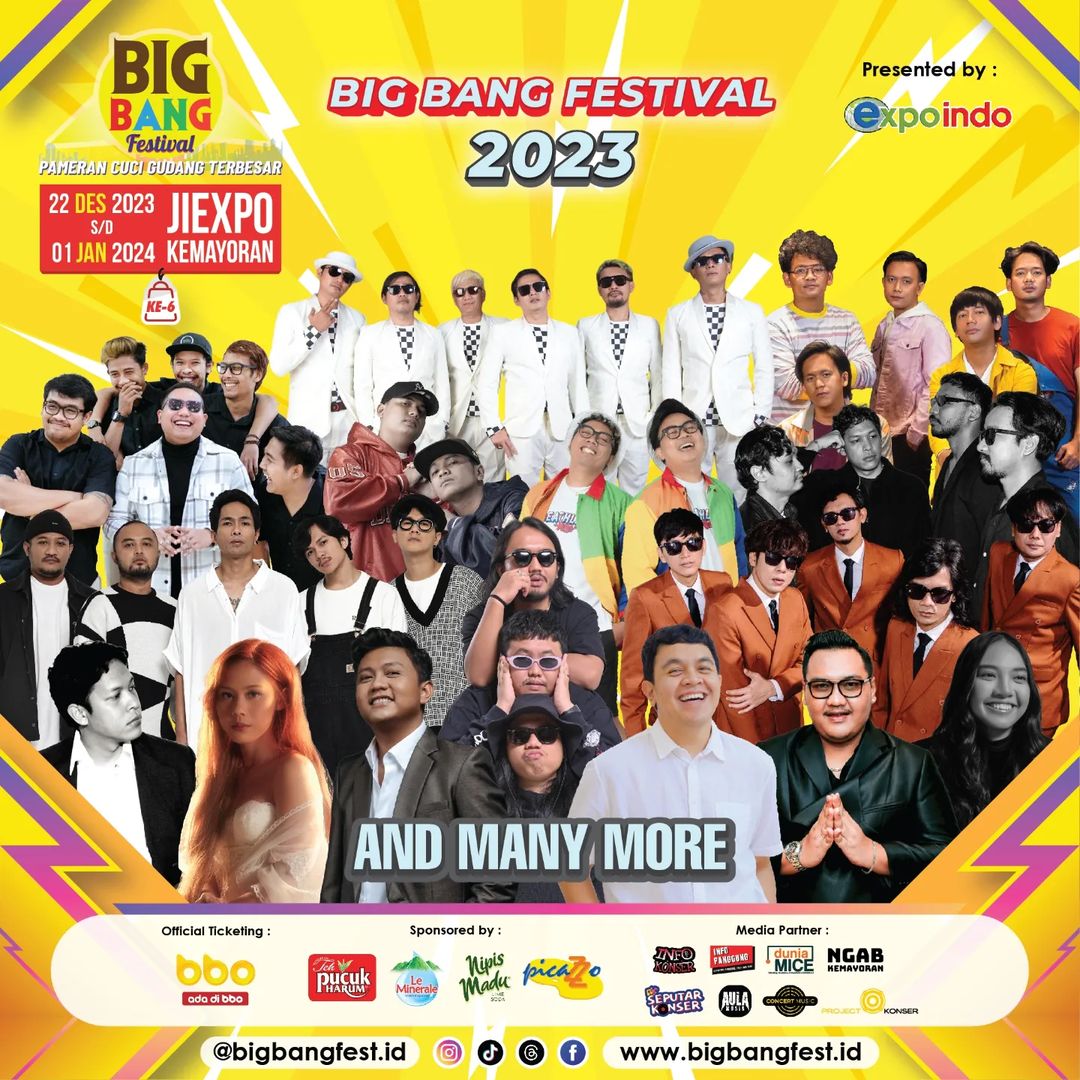 BIG
BANG
Festival
PAMERAN CUCI GUDANG TERBESAR
22 DES 2023
S/D
01 JAN 2024
JIEXPO
KEMAYORAN
KE-6
BIG BANG FESTIVAL
2023
Presented by :
expoindo
AND MANY MORE
Official Ticketing :
bbo
ada di bbo
Sponsored by :
Teh
pucuk
HARUM
Le
Minerale
Nipis
Madu
LIME
SODA
picazzo
Media Partner :
INFO
KONSER
INFO
PANGGUNG
dunia
MICE
NGAB
KEMAYORAN
SEPUTAR
KONSER
AULA
MUSIK
CONCERT MUSIC
PROJECT KONSER
@bigbangfest.id
www.bigbangfest.id